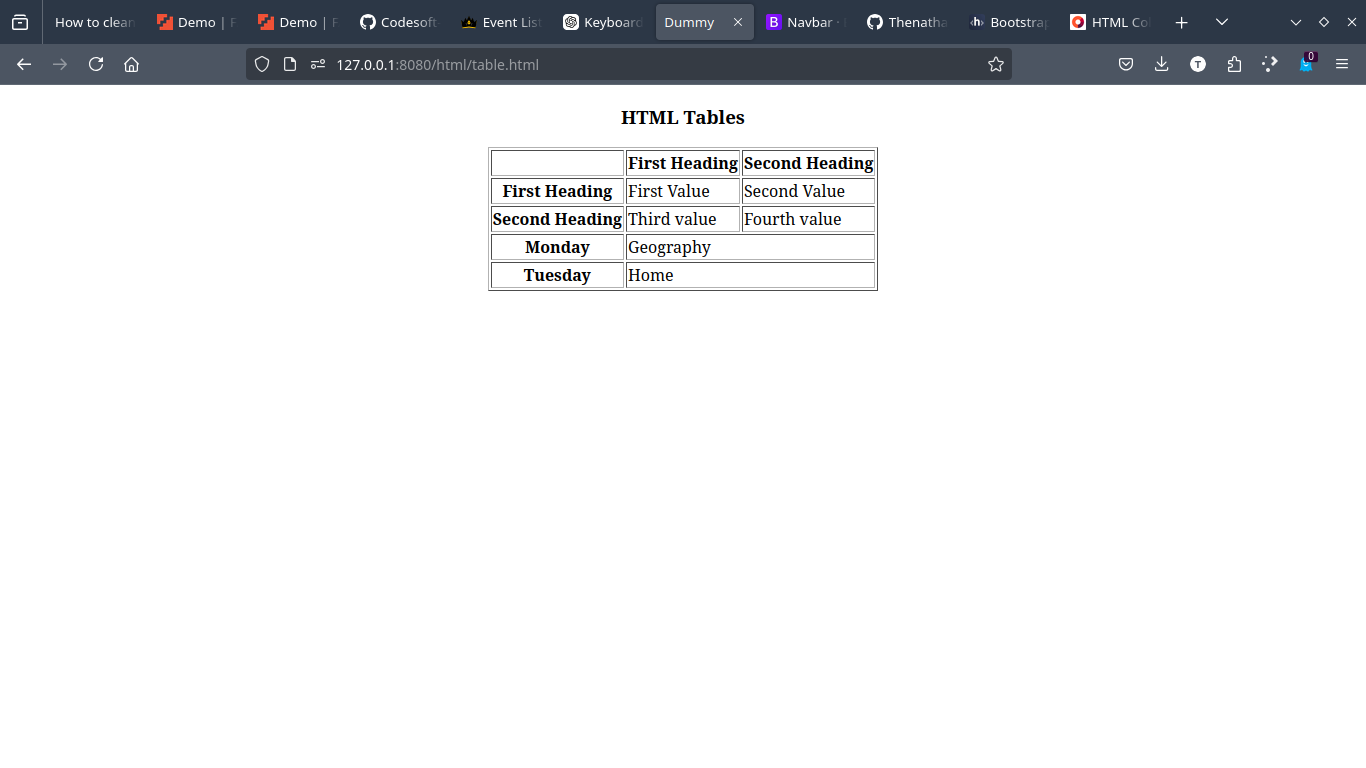 How to clean Demo | F Demo | F Codesoft Event List Keyboard Dummy Navbar · Thenatha Bootstrap HTML Co
127.0.0.1:8080/html/table.html T 0
HTML Tables
First Heading Second Heading
First Heading First Value Second Value
Second Heading Third value Fourth value
Monday Geography
Tuesday Home